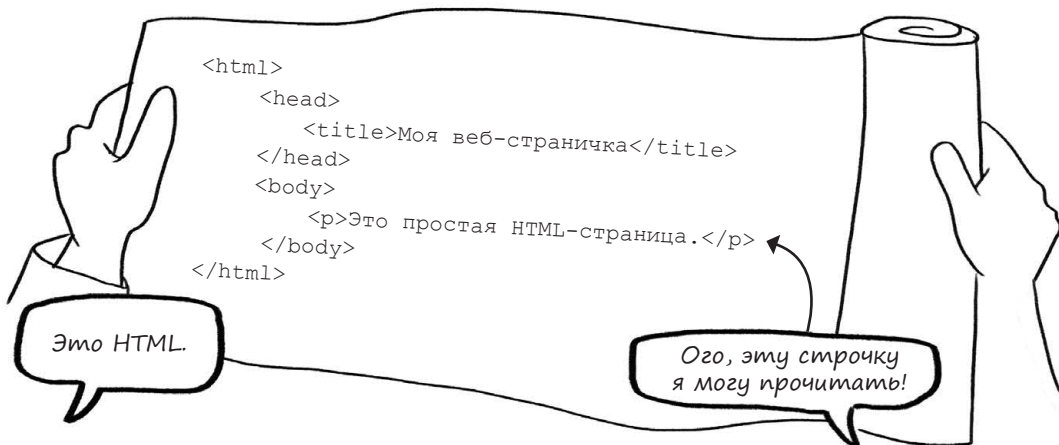 <html>
<head>
<title>Моя веб-страничка</title>
</head>
<body>
<p>Это простая HTML-страница.</p>
</body>
</html>
Это HTML.
Ого, эту строчку
я могу прочитать!